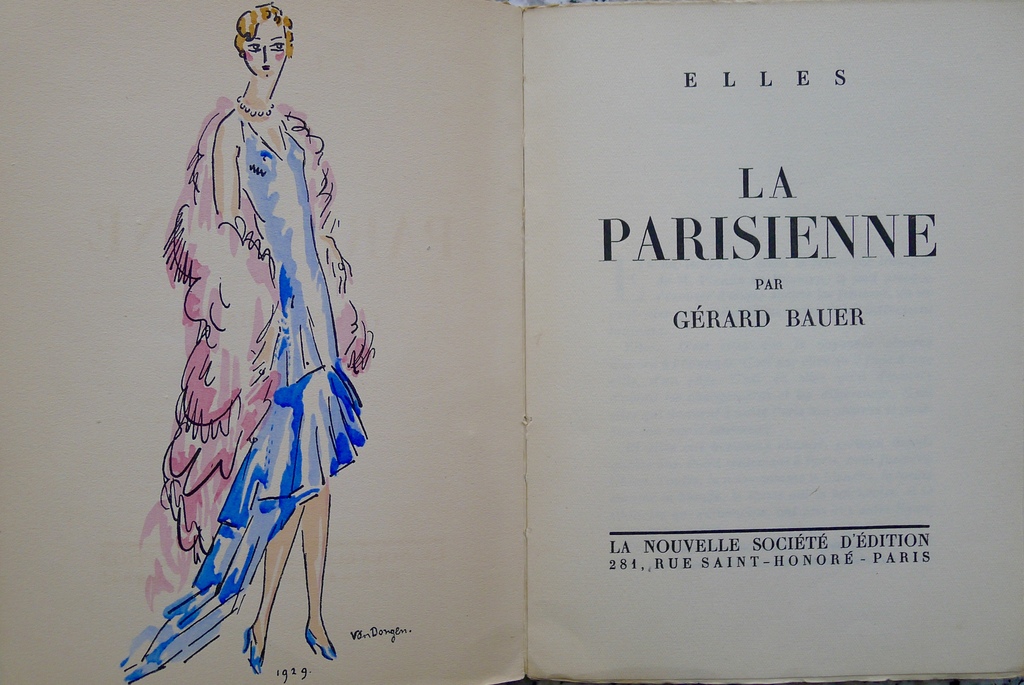 VanDongen.
1929.
ELLES
LA
PARISIENNE
PAR
GÉRARD BAUER
LA NOUVELLE SOCIÉTÉ D'ÉDITION
281, RUE SAINT-HONORÉ - PARIS